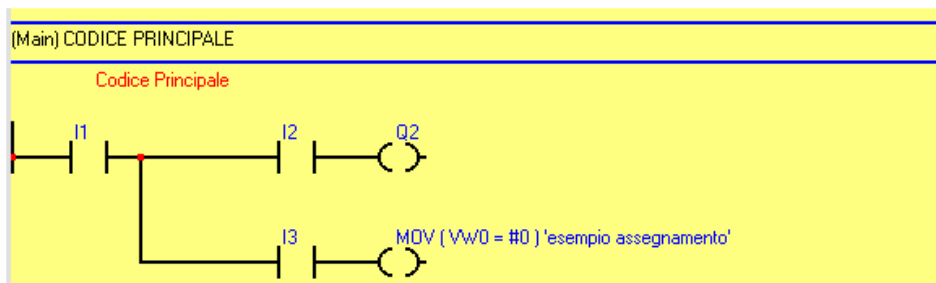 (Main) CODICE PRINCIPALE
Codice Principale
I1 I2 Q2
I3 MOV ( VW0 = #0 ) 'esempio assegnamento'